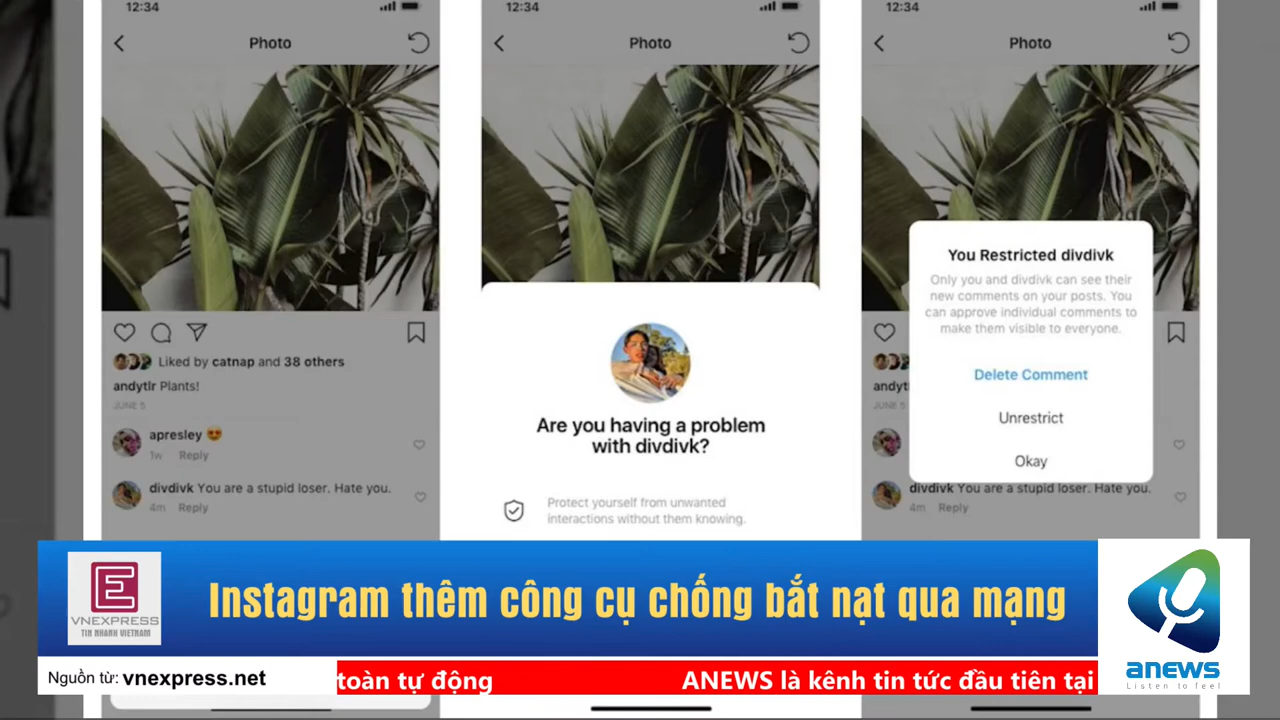 12:34
Photo
Liked by catnap and 38 others
andytlr Plants!
JUNE 5
apresley 😍
1w Reply
divdivk You are a stupid loser. Hate you.
4m Reply
12:34
Photo
Are you having a problem
with divdivk?
Protect yourself from unwanted
interactions without them knowing.
12:34
Photo
You Restricted divdivk
Only you and divdivk can see their
new comments on your posts. You
can approve individual comments to
make them visible to everyone.
Delete Comment
Unrestrict
Okay
andytl
JUNE 5
divdivk You are a stupid loser. Hate you.
4m Reply
E
VNEXPRESS
TIN NHANH VIETNAM
Instagram thêm công cụ chống bắt nạt qua mạng
Nguồn từ: vnexpress.net
toàn tự động ANEWS là kênh tin tức đầu tiên tại
anews
Listen to feel